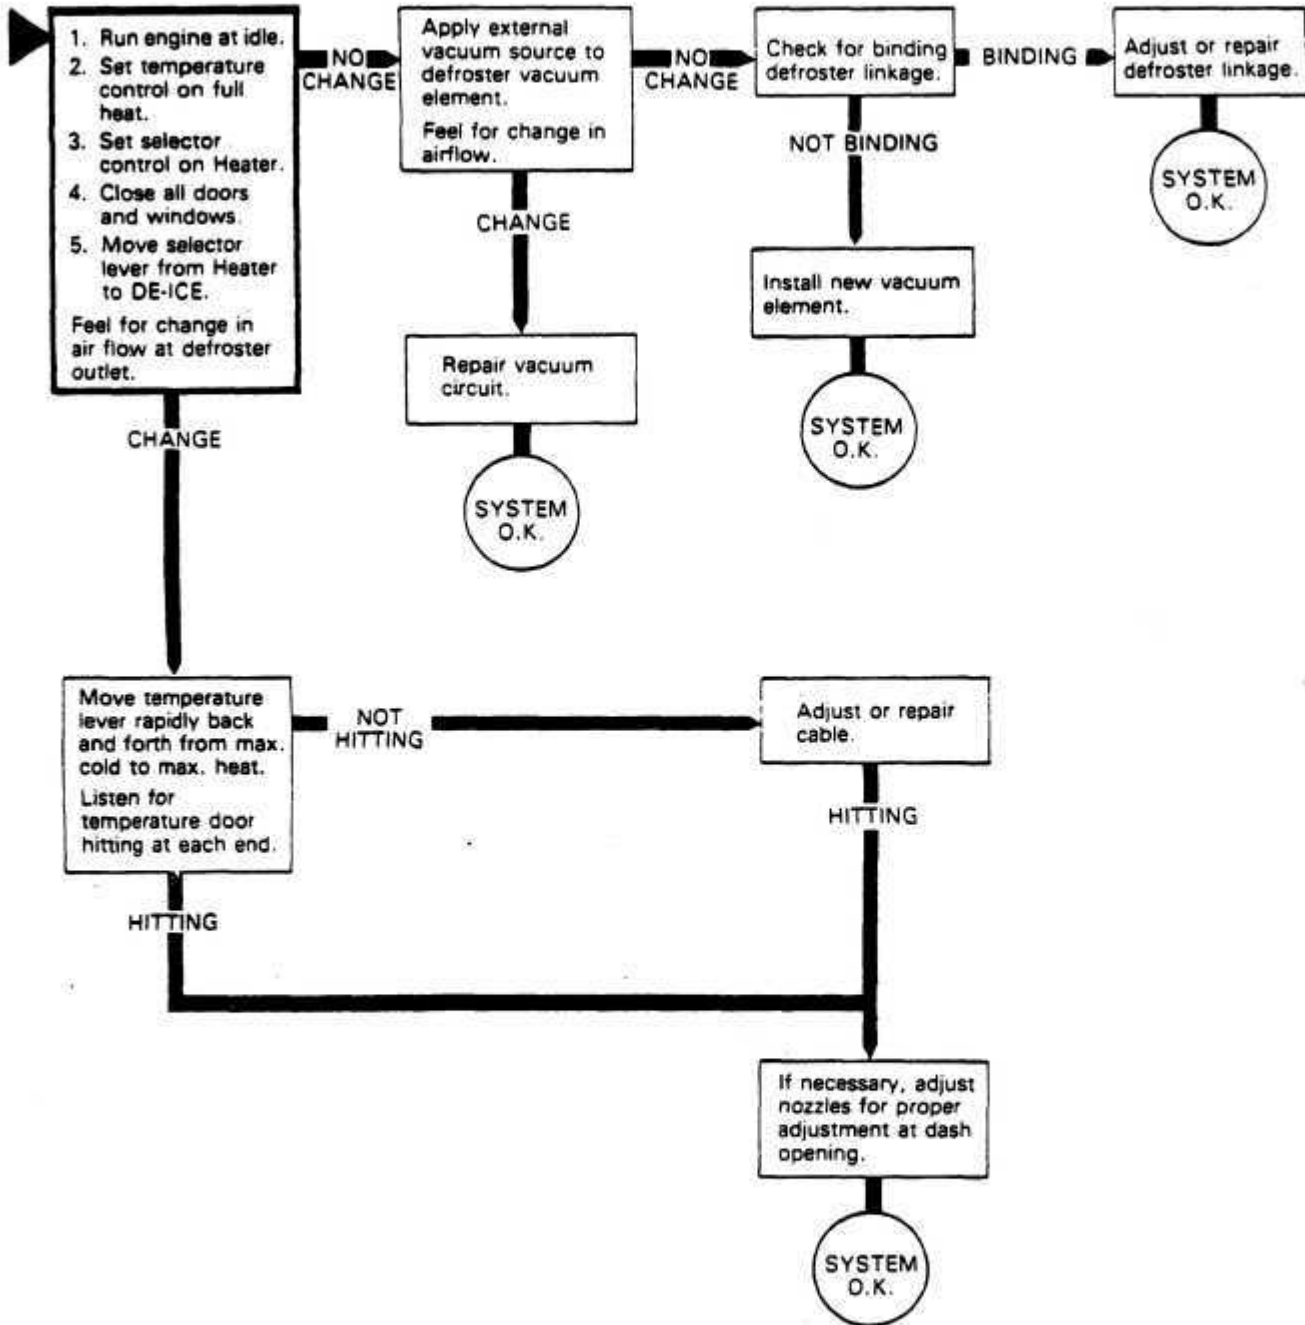 1. Run engine at idle.
2. Set temperature
control on full
heat.
3. Set selector
control on Heater.
4. Close all doors
and windows.
5. Move selector
lever from Heater
to DE-ICE.
Feel for change in
air flow at defroster
outlet.
NO
CHANGE
Apply external
vacuum source to
defroster vacuum
element.
Feel for change in
airflow.
NO
CHANGE
Check for binding
defroster linkage.
BINDING
Adjust or repair
defroster linkage.
SYSTEM
O.K.
NOT BINDING
Install new vacuum
element.
SYSTEM
O.K.
CHANGE
Repair vacuum
circuit.
SYSTEM
O.K.
CHANGE
Move temperature
lever rapidly back
and forth from max.
cold to max. heat.
Listen for
temperature door
hitting at each end.
NOT
HITTING
Adjust or repair
cable.
HITTING
HITTING
If necessary, adjust
nozzles for proper
adjustment at dash
opening.
SYSTEM
O.K.